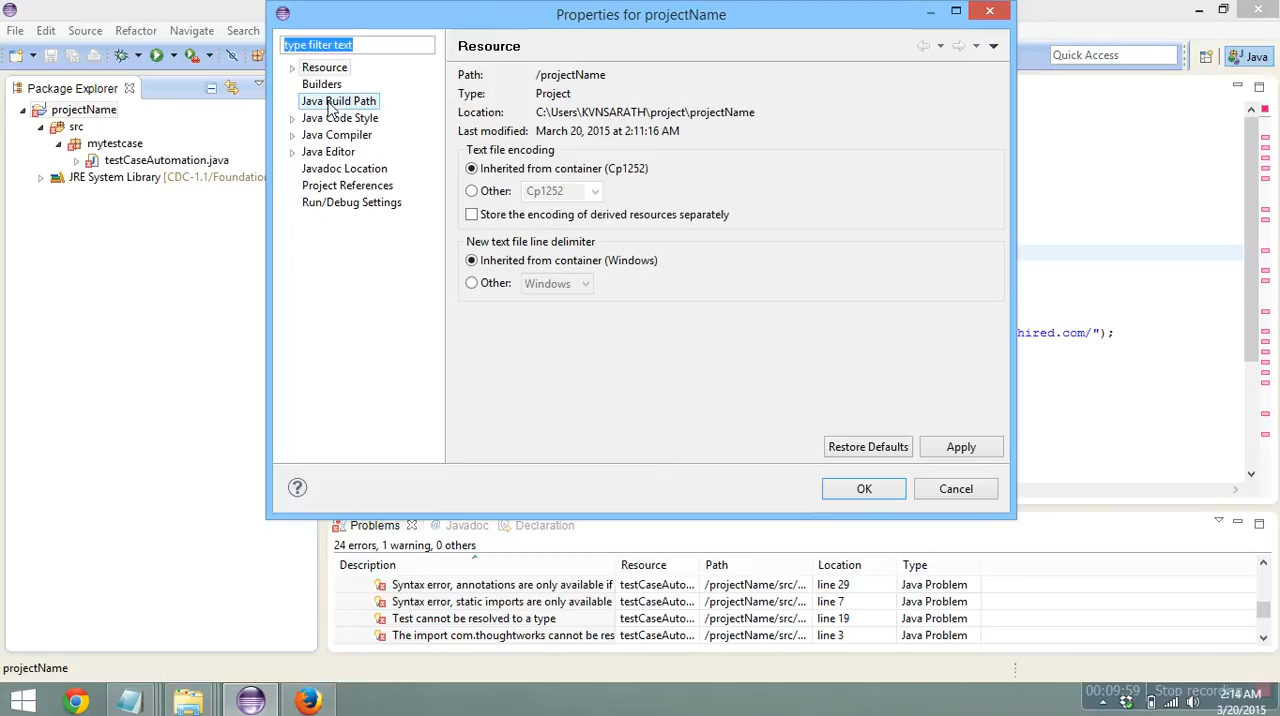 Properties for projectName
File Edit Source Refactor Navigate Search
Quick Access
Java
Package Explorer
projectName
src
mytestcase
testCaseAutomation.java
JRE System Library [CDC-1.1/Foundation
type filter text
Resource
Builders
Java Build Path
Java Code Style
Java Compiler
Java Editor
Javadoc Location
Project References
Run/Debug Settings
Resource
Path: /projectName
Type: Project
Location: C:\Users\KVNSARATH\project\projectName
Last modified: March 20, 2015 at 2:11:16 AM
Text file encoding
Inherited from container (Cp1252)
Other: Cp1252
Store the encoding of derived resources separately
New text file line delimiter
Inherited from container (Windows)
Other: Windows
Restore Defaults Apply
OK Cancel
hired.com/");
Problems @ Javadoc Declaration
24 errors, 1 warning, 0 others
Description Resource Path Location Type
Syntax error, annotations are only available if testCaseAuto... /projectName/src/... line 29 Java Problem
Syntax error, static imports are only available testCaseAuto... /projectName/src/... line 7 Java Problem
Test cannot be resolved to a type testCaseAuto... /projectName/src/... line 19 Java Problem
The import com.thoughtworks cannot be res testCaseAuto... /projectName/src/... line 3 Java Problem
projectName
00:09:59 Stop recording
2:14 AM
3/20/2015